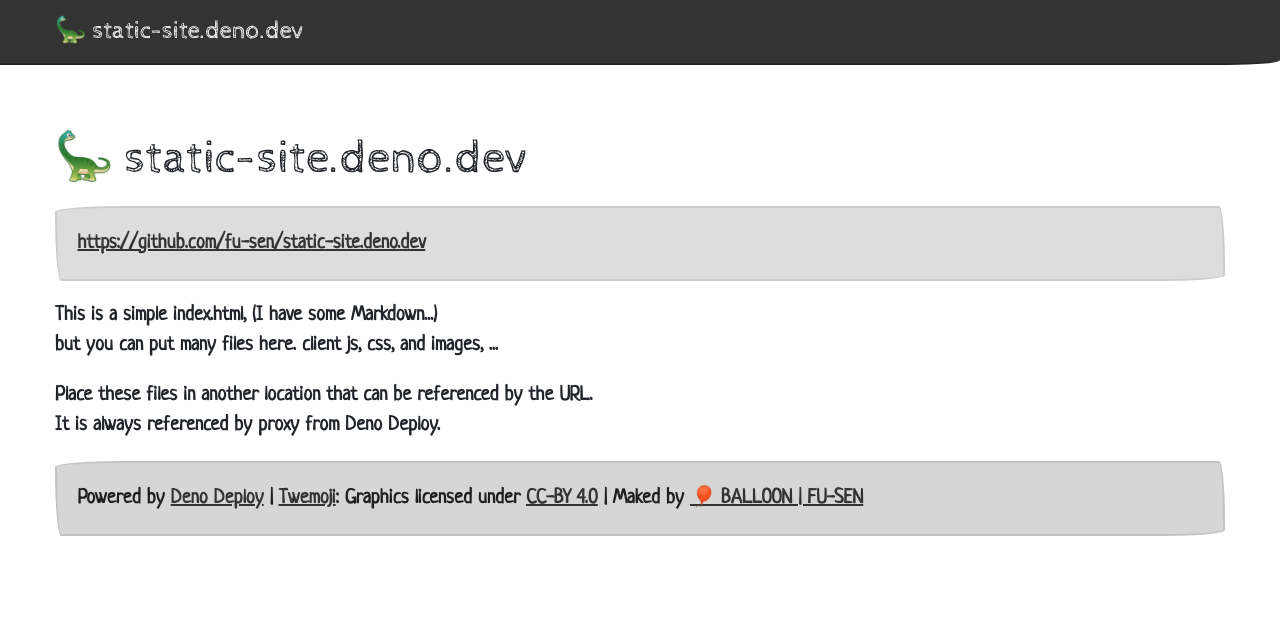 🦕 static-site.deno.dev
🦕 static-site.deno.dev
https://github.com/fu-sen/static-site.deno.dev
This is a simple index.html, (I have some Markdown...)
but you can put many files here. client js, css, and images, ...
Place these files in another location that can be referenced by the URL.
It is always referenced by proxy from Deno Deploy.
Powered by Deno Deploy | Twemoji: Graphics licensed under CC-BY 4.0 | Maked by 🎈 BALLOON | FU-SEN